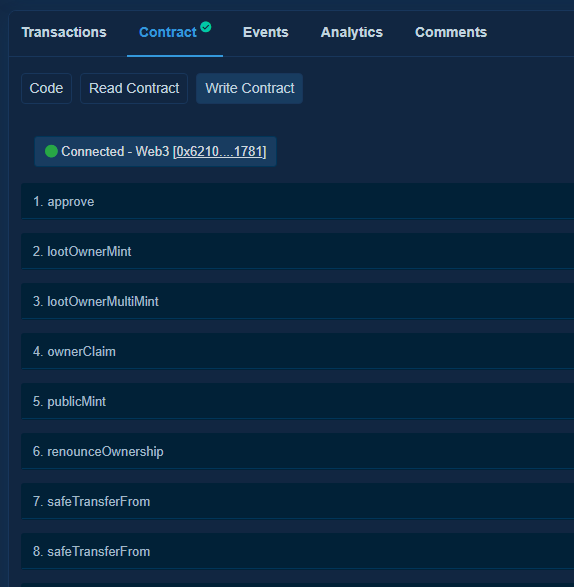 Transactions Contract Events Analytics Comments
Code Read Contract Write Contract
Connected - Web3 [0x6210....1781]
1. approve
2. lootOwnerMint
3. lootOwnerMultiMint
4. ownerClaim
5. publicMint
6. renounceOwnership
7. safeTransferFrom
8. safeTransferFrom